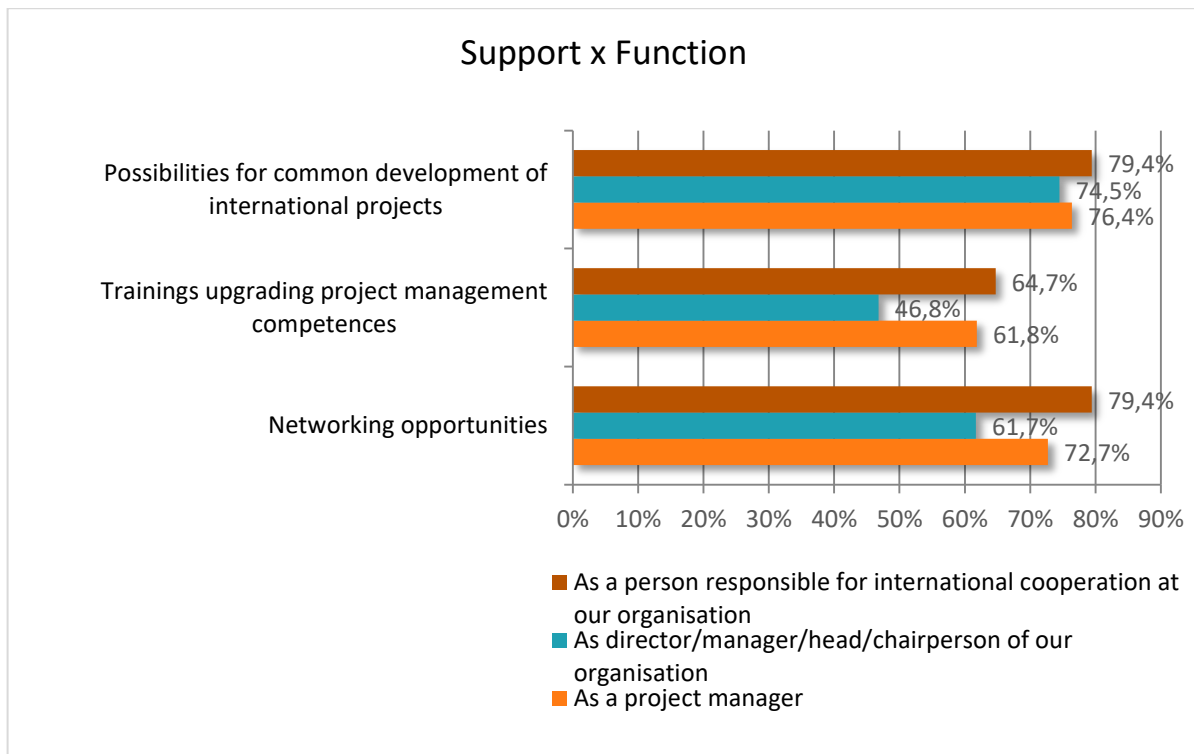 Support x Function
Possibilities for common development of
international projects
79,4%
74,5%
76,4%
Trainings upgrading project management
competences
64,7%
46,8%
61,8%
Networking opportunities
79,4%
61,7%
72,7%
0% 10% 20% 30% 40% 50% 60% 70% 80% 90%
As a person responsible for international cooperation at
our organisation
As director/manager/head/chairperson of our
organisation
As a project manager